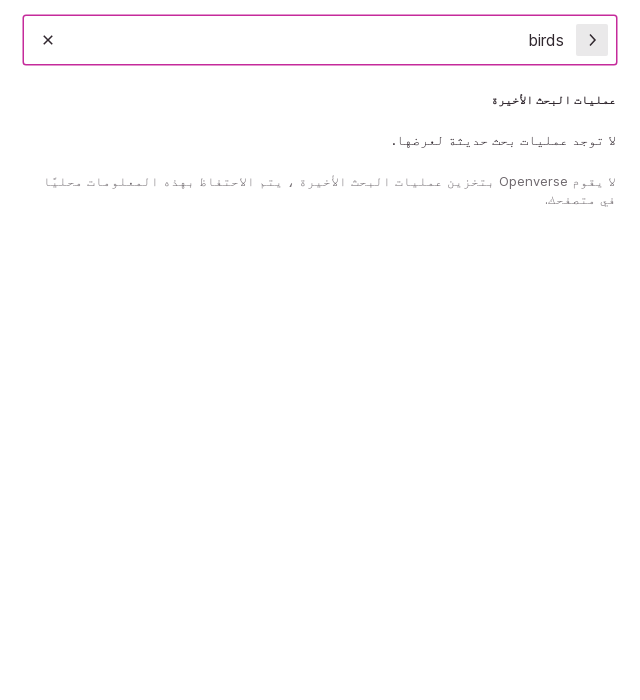 birds
عمليات البحث الأخيرة
لا توجد عمليات بحث حديثة لعرضها.
لا يقوم Openverse بتخزين عمليات البحث الأخيرة ، يتم الاحتفاظ بهذه المعلومات محليًا
في متصفحك.